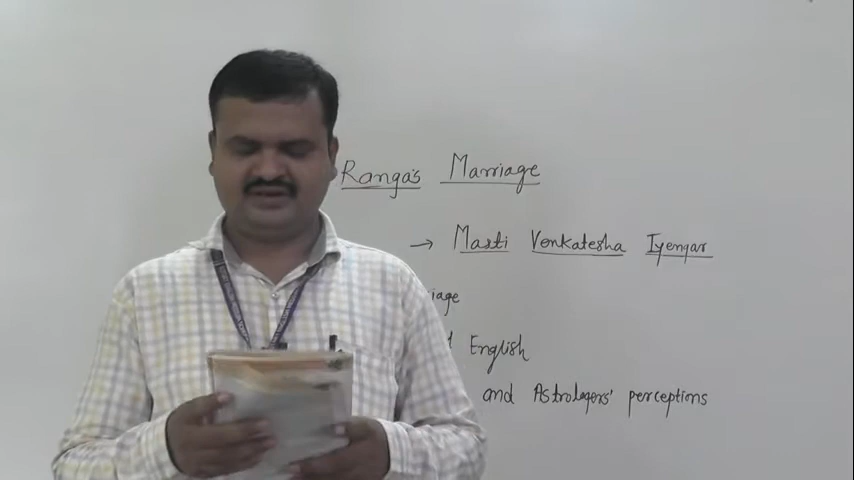 Ranga's Marriage
→ Masti Venkatesha Iyengar
iage
English
and Astrologers' perceptions